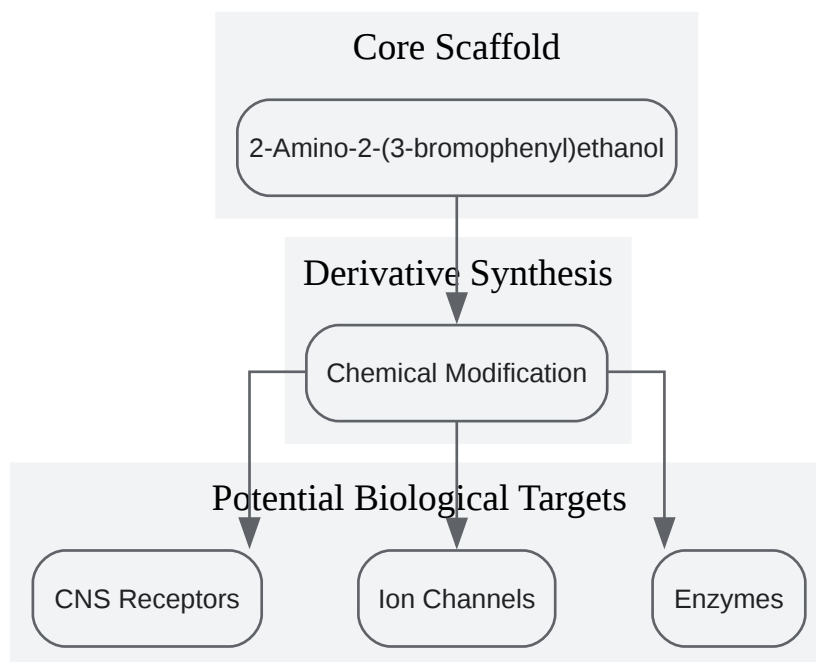 Core Scaffold
2-Amino-2-(3-bromophenyl)ethanol
Derivative Synthesis
Chemical Modification
Potential Biological Targets
CNS Receptors
Ion Channels
Enzymes